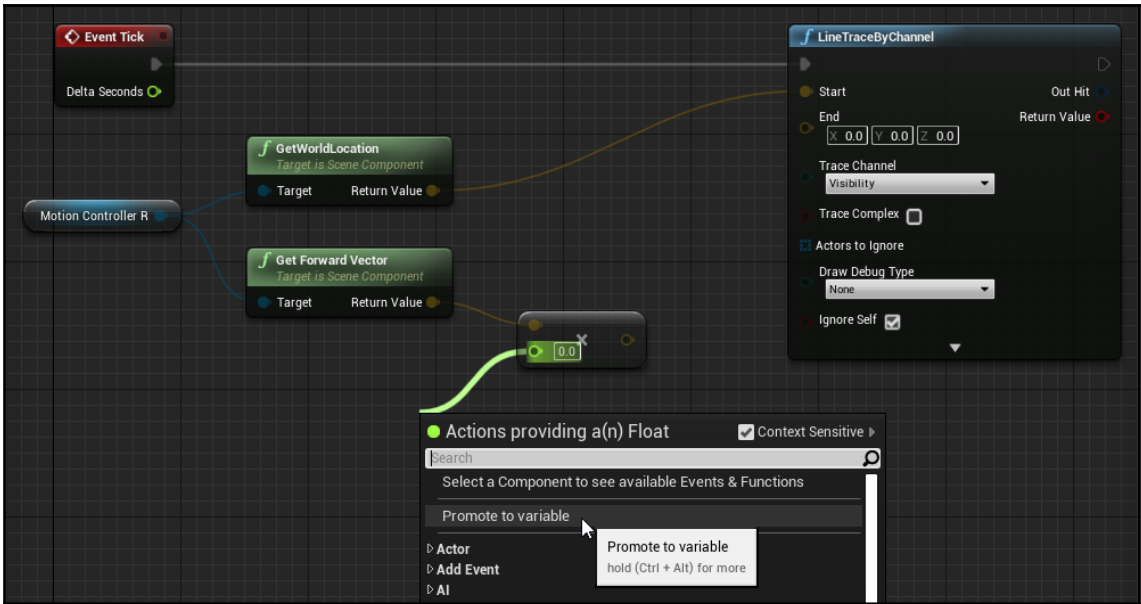 Event Tick
Delta Seconds
LineTraceByChannel
Start
Out Hit
End
X 0.0 Y 0.0 Z 0.0
Return Value
Trace Channel
Visibility
Trace Complex
Actors to Ignore
Draw Debug Type
None
Ignore Self
GetWorldLocation
Target is Scene Component
Target Return Value
Motion Controller R
Get Forward Vector
Target is Scene Component
Target Return Value
0.0
Actions providing a(n) Float
Context Sensitive
Search
Select a Component to see available Events & Functions
Promote to variable
Promote to variable
hold (Ctrl + Alt) for more
Actor
Add Event
AI